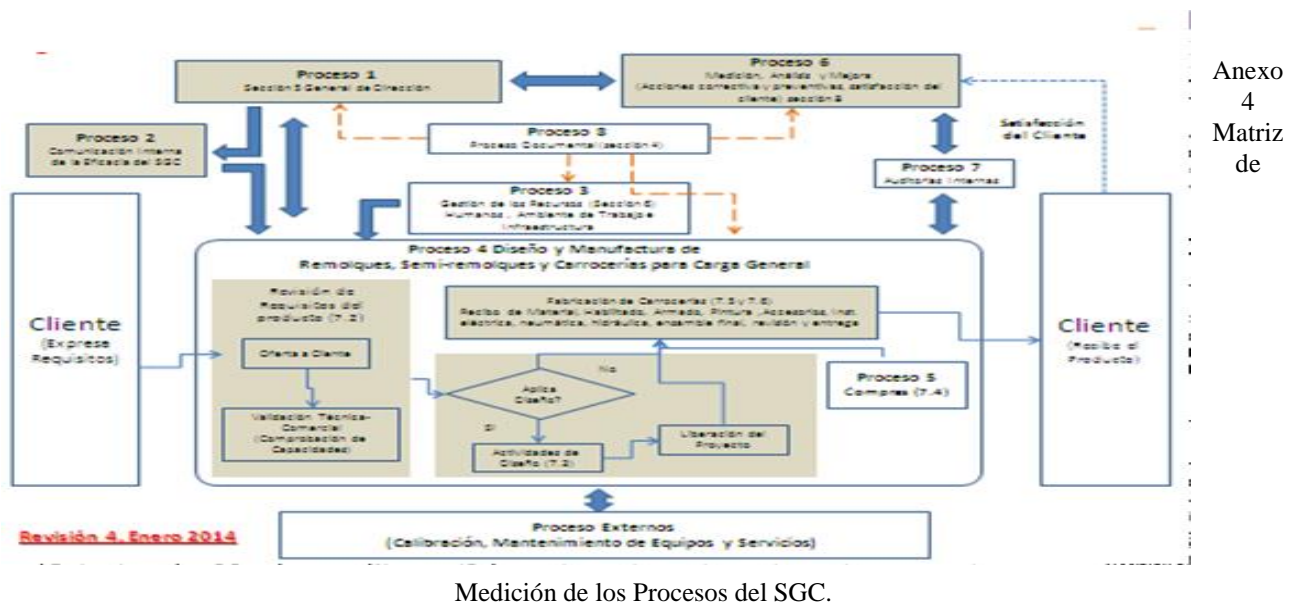 Proceso 1
Sección 5 General de Dirección
Proceso 6
Medición, Análisis y Mejora
(Acciones correctiva y preventivas, satisfacción del
cliente) sección 8
Anexo
4
Matriz
de
Proceso 2
Comunicación Interna
de la Eficacia del SGC
Proceso 8
Proceso Documental (sección 4)
Satisfacción
del Cliente
Proceso 7
Auditorías Internas
Proceso 3
Gestión de los Recursos (Sección 6)
Humanos, Ambiente de Trabajo e
Infraestructura
Proceso 4 Diseño y Manufactura de
Remolques, Semi-remolques y Carrocerías para Carga General
Cliente
(Exprese
Requisitos)
Revisión de
Requisitos del
producto (7.2)
Oferta a Cliente
Validación Técnica-
Comercial
(Comprobación de
Capacidades)
Fabricación de Carrocerías (7.5 y 7.6)
Recibo de Material, Habilitado, Armado, Pintura, Accesorios, Inst.
eléctrica, neumática, hidráulica, ensamble final, revisión y entrega
No
Aplica
Diseño?
Si
Actividades de
Diseño (7.3)
Liberación del
Proyecto
Proceso 5
Compras (7.4)
Cliente
(Recibe el
Producto)
Proceso Externos
(Calibración, Mantenimiento de Equipos y Servicios)
Revisión 4. Enero 2014
Medición de los Procesos del SGC.